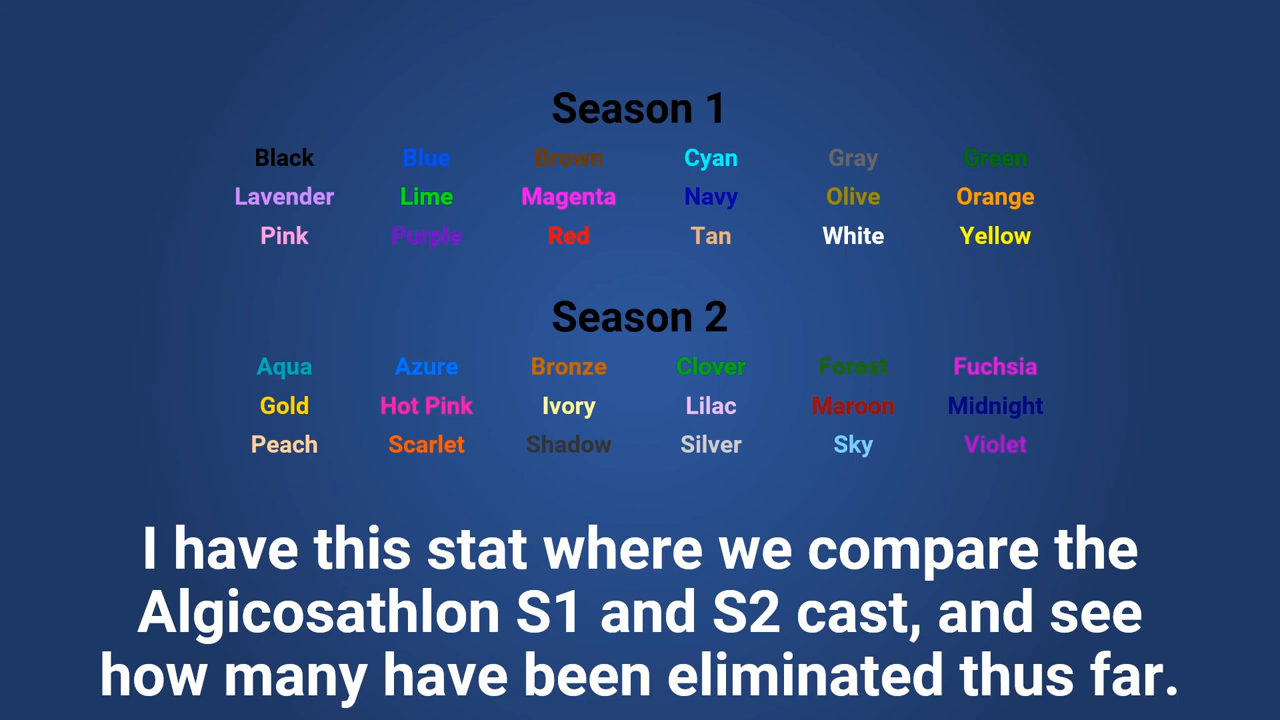 Season 1
Black Blue Brown Cyan Gray Green
Lavender Lime Magenta Navy Olive Orange
Pink Purple Red Tan White Yellow
Season 2
Aqua Azure Bronze Clover Forest Fuchsia
Gold Hot Pink Ivory Lilac Maroon Midnight
Peach Scarlet Shadow Silver Sky Violet
I have this stat where we compare the
Algicosathlon S1 and S2 cast, and see
how many have been eliminated thus far.